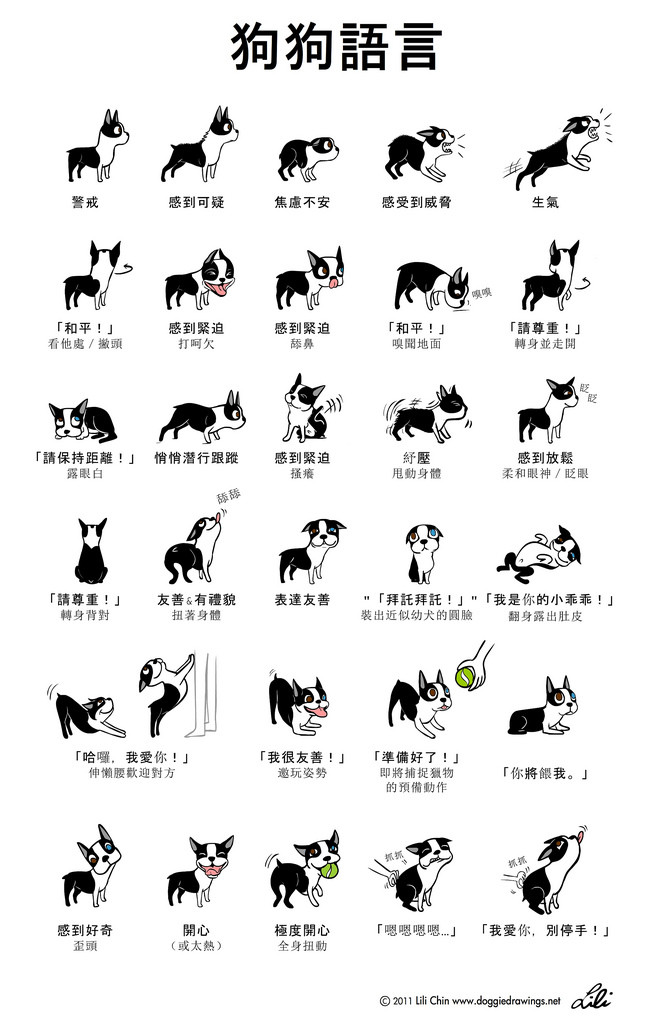 狗狗語言
警戒
感到可疑
焦慮不安
感受到威脅
生氣
「和平！」
看他處 / 撇頭
感到緊迫
打呵欠
感到緊迫
舔鼻
嗅嗅
「和平！」
嗅聞地面
「請尊重！」
轉身並走開
「請保持距離！」
露眼白
悄悄潛行跟蹤
感到緊迫
搔癢
紓壓
甩動身體
眨眨
感到放鬆
柔和眼神 / 眨眼
「請尊重！」
轉身背對
舔舔
友善&有禮貌
扭著身體
表達友善
"「拜託拜託！」"
裝出近似幼犬的圓臉
「我是你的小乖乖！」
翻身露出肚皮
「哈囉，我愛你！」
伸懶腰歡迎對方
「我很友善！」
邀玩姿勢
「準備好了！」
即將捕捉獵物
的預備動作
「你將餵我。」
感到好奇
歪頭
開心
（或太熱）
極度開心
全身扭動
抓抓
「嗯嗯嗯嗯...」
抓抓
「我愛你，別停手！」
© 2011 Lili Chin www.doggiedrawings.net
Lili